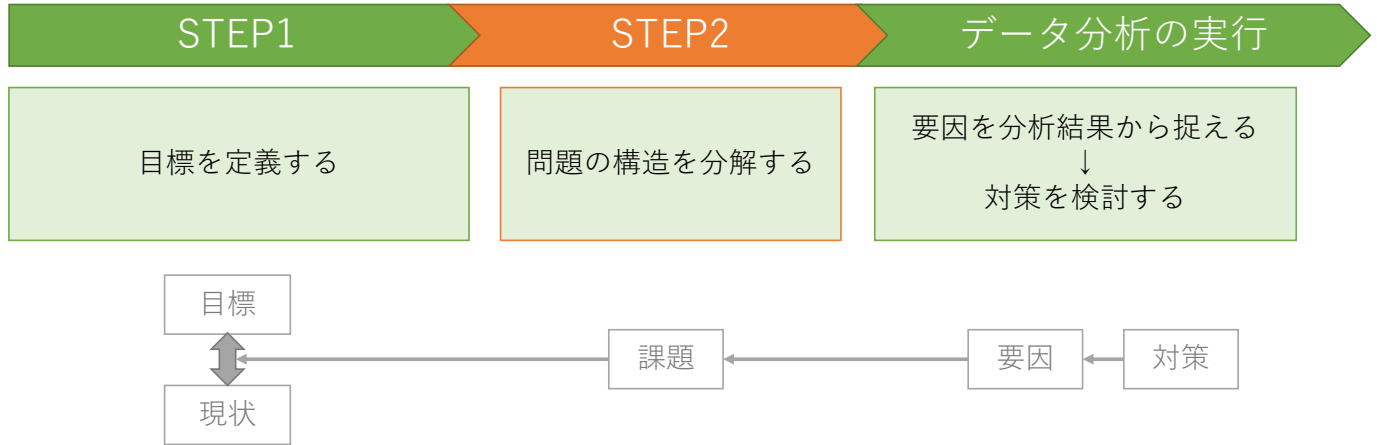 STEP1
STEP2
データ分析の実行
目標を定義する
問題の構造を分解する
要因を分析結果から捉える
↓
対策を検討する
目標
現状
課題
要因
対策